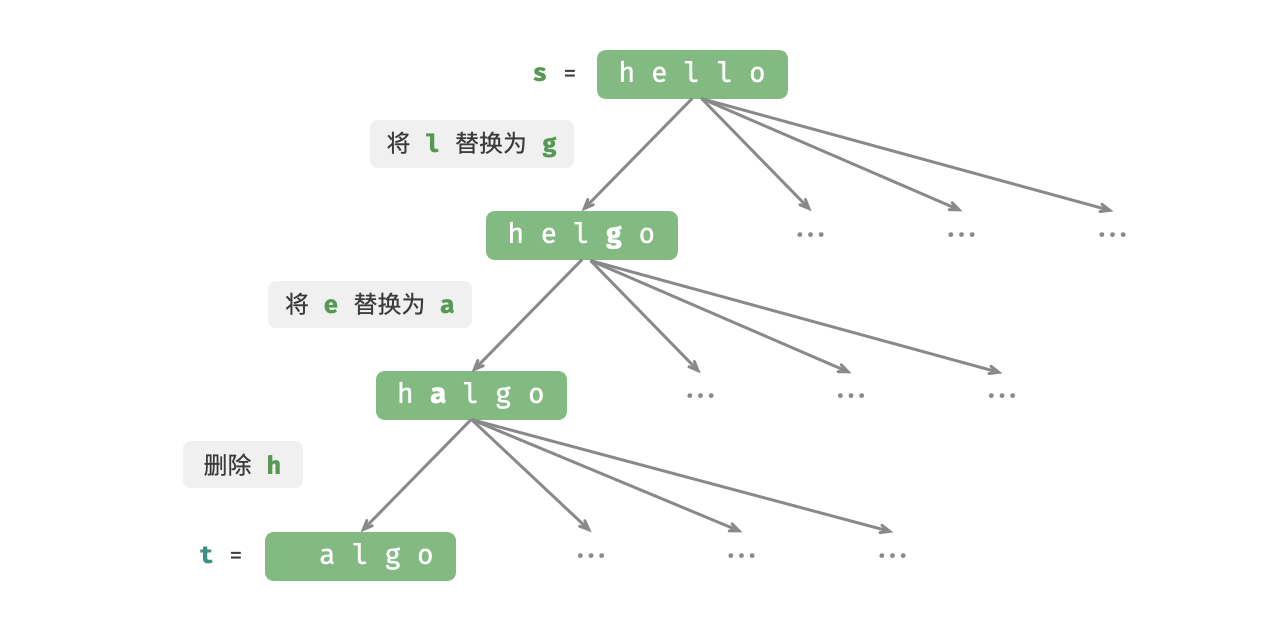 s = h e l l o
将 l 替换为 g
h e l g o
... ... ...
将 e 替换为 a
h a l g o
... ... ...
删除 h
t = a l g o
... ... ...